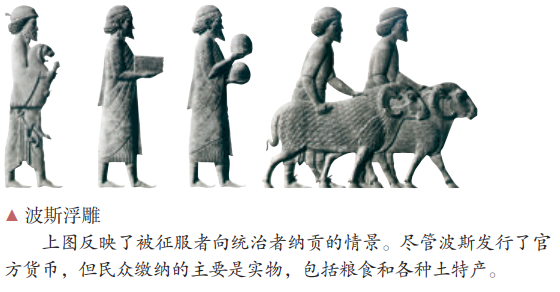 ▲ 波斯浮雕
上图反映了被征服者向统治者纳贡的情景。尽管波斯发行了官
方货币，但民众缴纳的主要是实物，包括粮食和各种土特产。